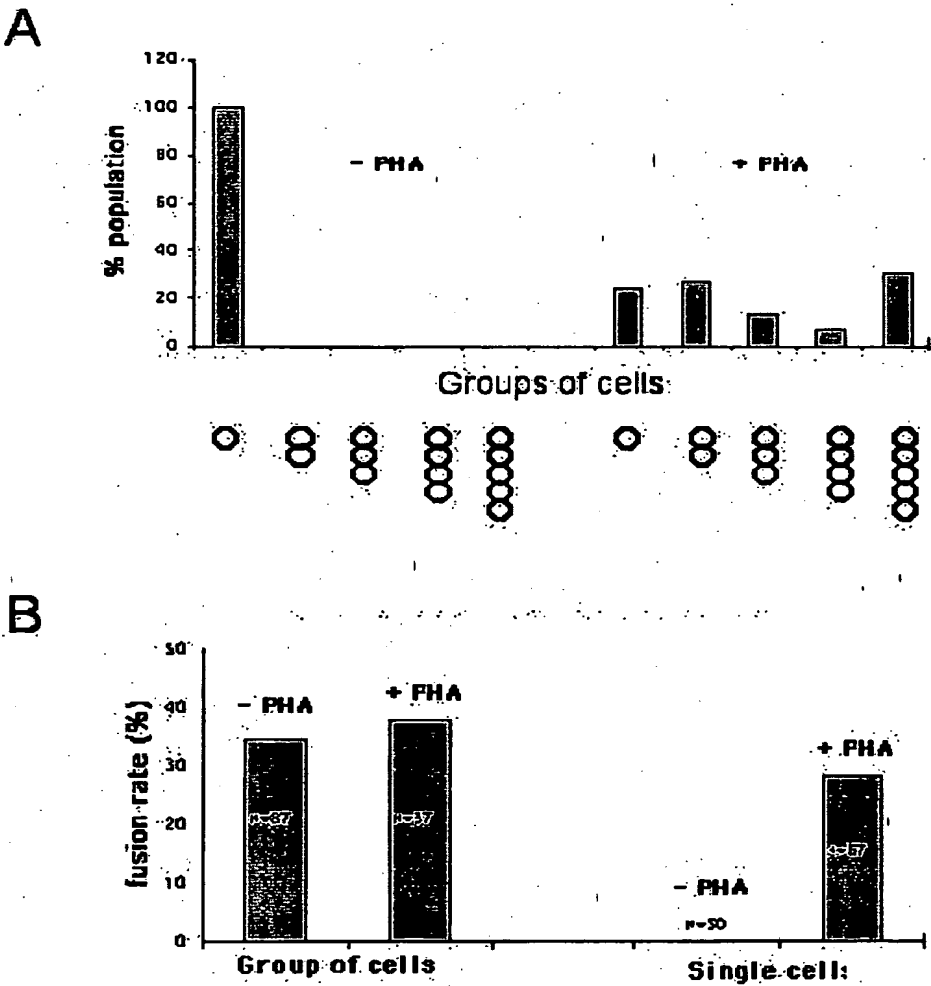 A
120
100
80
60
40
20
0
% population
- PHA
+ PHA
Groups of cells
B
50
40
30
20
10
0
fusion rate (%)
- PHA
+ PHA
- PHA
n=50
+ PHA
Group of cells
Single cells